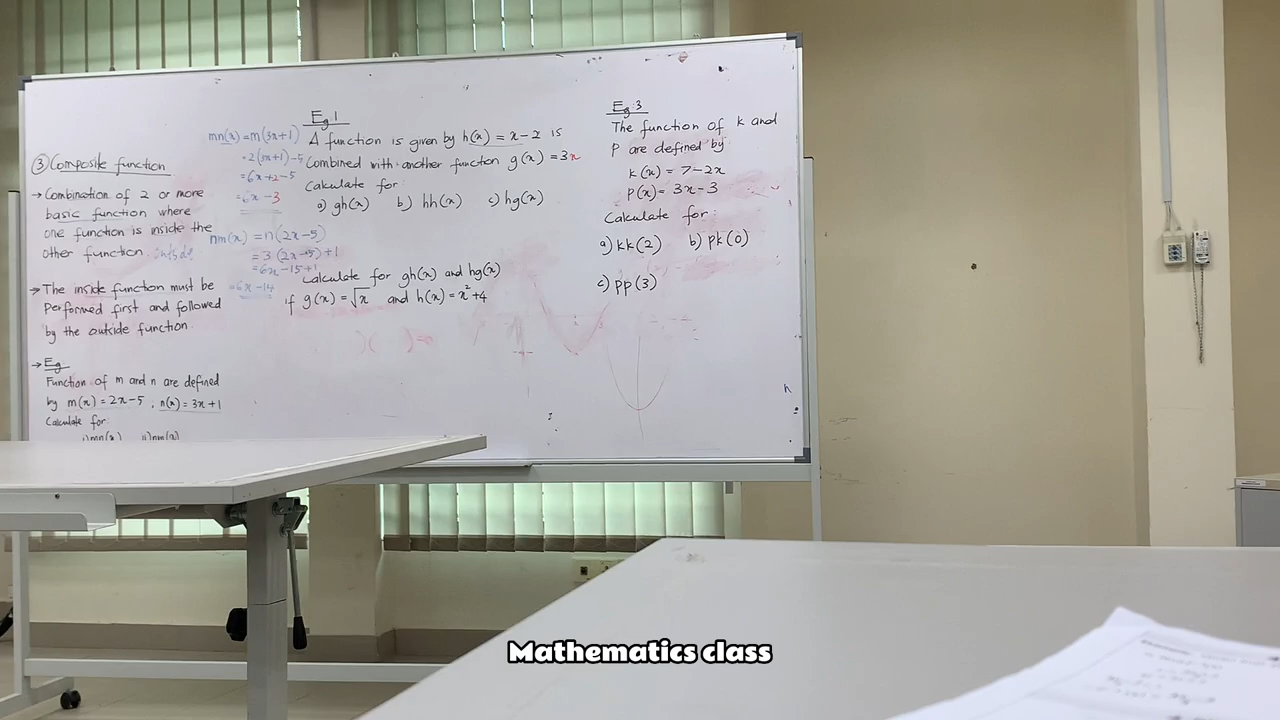 ③ Composite function
→ Combination of 2 or more
basic function where
one function is inside the
other function. outside
→ The inside function must be
performed first and followed
by the outside function.
→ Eg
Function of m and n are defined
by m(x) = 2x-5 , n(x) = 3x+1
Calculate for:
i) mn(x) ii) nm(x)
mn(x) = m(3x+1)
= 2(3x+1)-5
= 6x+2-5
= 6x-3
nm(x) = n(2x-5)
= 3(2x-5)+1
= 6x-15+1
= 6x-14
Eg 1
A function is given by h(x) = x-2 is
combined with another function g(x) = 3x
Calculate for:
a) gh(x) b) hh(x) c) hg(x)
Calculate for gh(x) and hg(x)
if g(x) = √x and h(x) = x²+4
Eg 3
The function of k and
p are defined by
k(x) = 7-2x
p(x) = 3x-3
Calculate for:
a) kk(2) b) pk(0)
c) pp(3)
Mathematics class